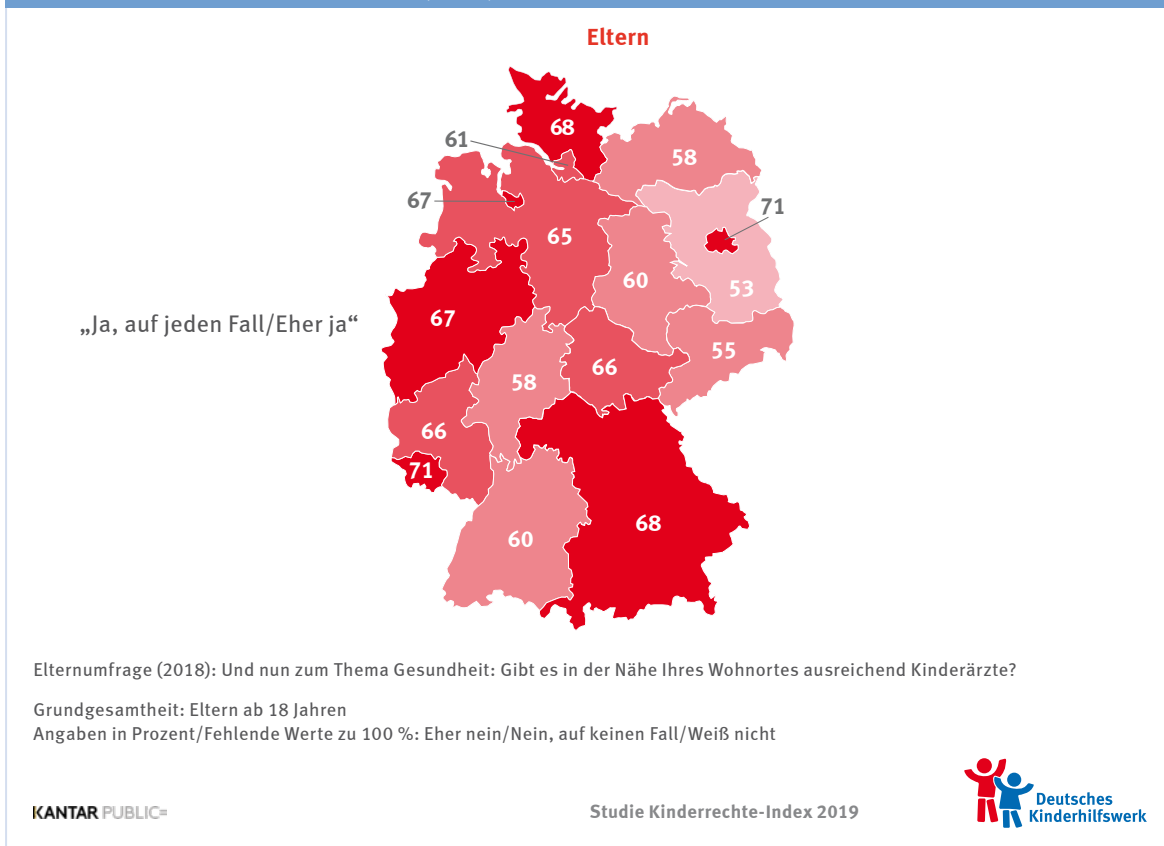 Eltern
68
61
58
67
71
65
60
53
„Ja, auf jeden Fall/Eher ja“
67
55
66
58
66
71
68
60
Elternumfrage (2018): Und nun zum Thema Gesundheit: Gibt es in der Nähe Ihres Wohnortes ausreichend Kinderärzte?
Grundgesamtheit: Eltern ab 18 Jahren
Angaben in Prozent/Fehlende Werte zu 100 %: Eher nein/Nein, auf keinen Fall/Weiß nicht
KANTAR PUBLIC=
Studie Kinderrechte-Index 2019
Deutsches
Kinderhilfswerk